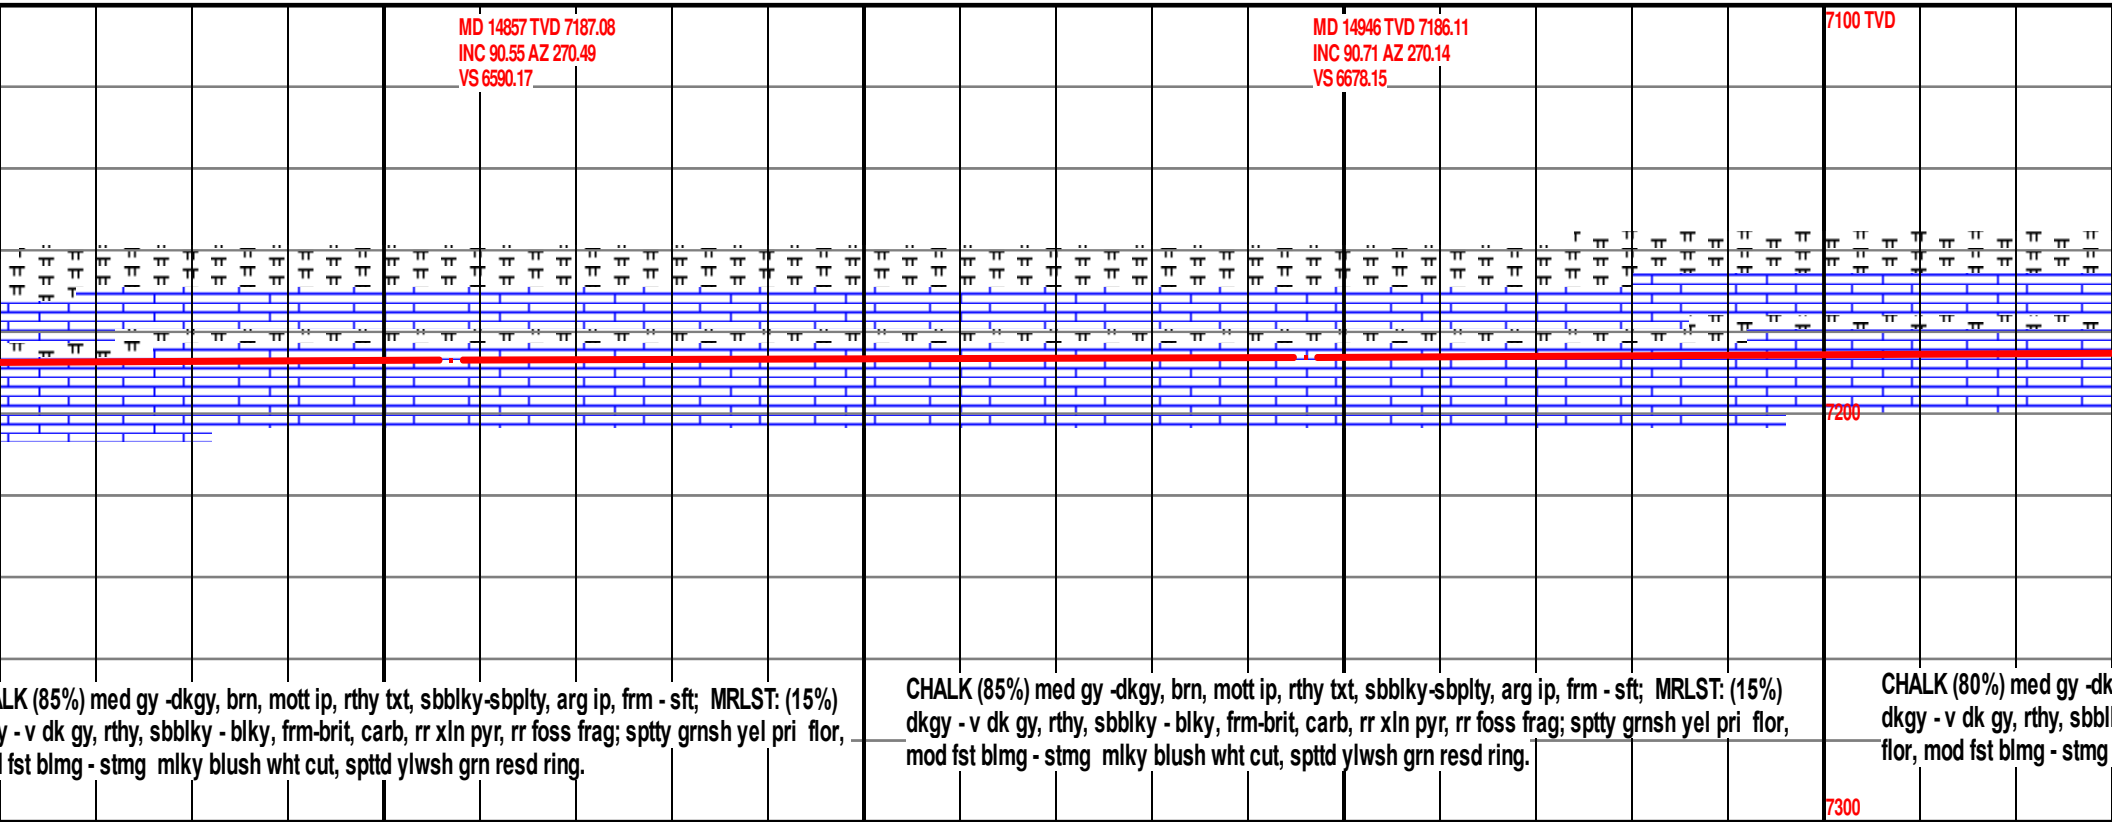 MD 14857 TVD 7187.08
INC 90.55 AZ 270.49
VS 6590.17
MD 14946 TVD 7186.11
INC 90.71 AZ 270.14
VS 6678.15
7100 TVD
7200
7300
ALK (85%) med gy -dkgy, brn, mott ip, rthy txt, sbblky-sbplty, arg ip, frm - sft; MRLST: (15%)
y - v dk gy, rthy, sbblky - blky, frm-brit, carb, rr xln pyr, rr foss frag; sptty grnsh yel pri flor,
fst blmg - stmg mlky blush wht cut, spttd ylwsh grn resd ring.
CHALK (85%) med gy -dkgy, brn, mott ip, rthy txt, sbblky-sbplty, arg ip, frm - sft; MRLST: (15%)
dkgy - v dk gy, rthy, sbblky - blky, frm-brit, carb, rr xln pyr, rr foss frag; sptty grnsh yel pri flor,
mod fst blmg - stmg mlky blush wht cut, spttd ylwsh grn resd ring.
CHALK (80%) med gy -dk
dkgy - v dk gy, rthy, sbbl
flor, mod fst blmg - stmg